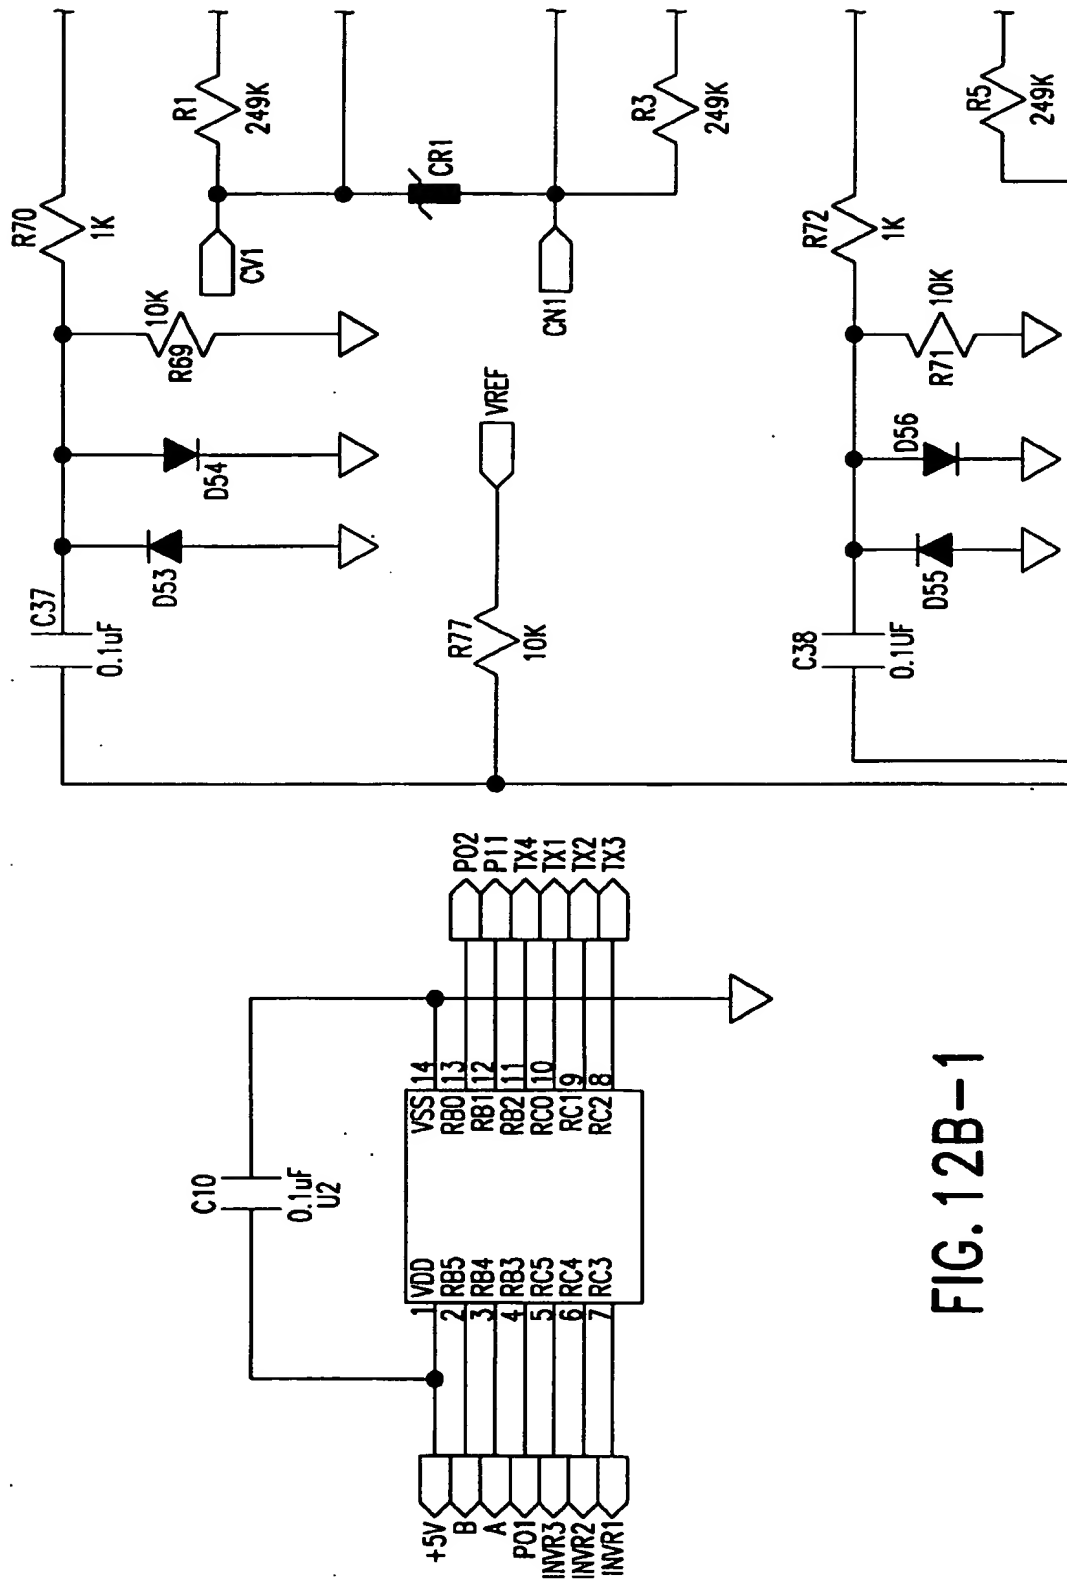 C37
0.1uF
D53
D54
10K
R69
R70
1K
R1
249K
CV1
CR1
CN1
R3
249K
R77
10K
VREF
C38
0.1UF
D55
D56
10K
R71
R72
1K
R5
249K
C10
0.1uF
U2
+5V
B
A
PO1
INVR3
INVR2
INVR1
1 VDD
2 RB5
3 RB4
4 RB3
5 RC5
6 RC4
7 RC3
VSS 14
RB0 13
RB1 12
RB2 11
RC0 10
RC1 9
RC2 8
PO2
P11
TX4
TX1
TX2
TX3
FIG. 12B-1